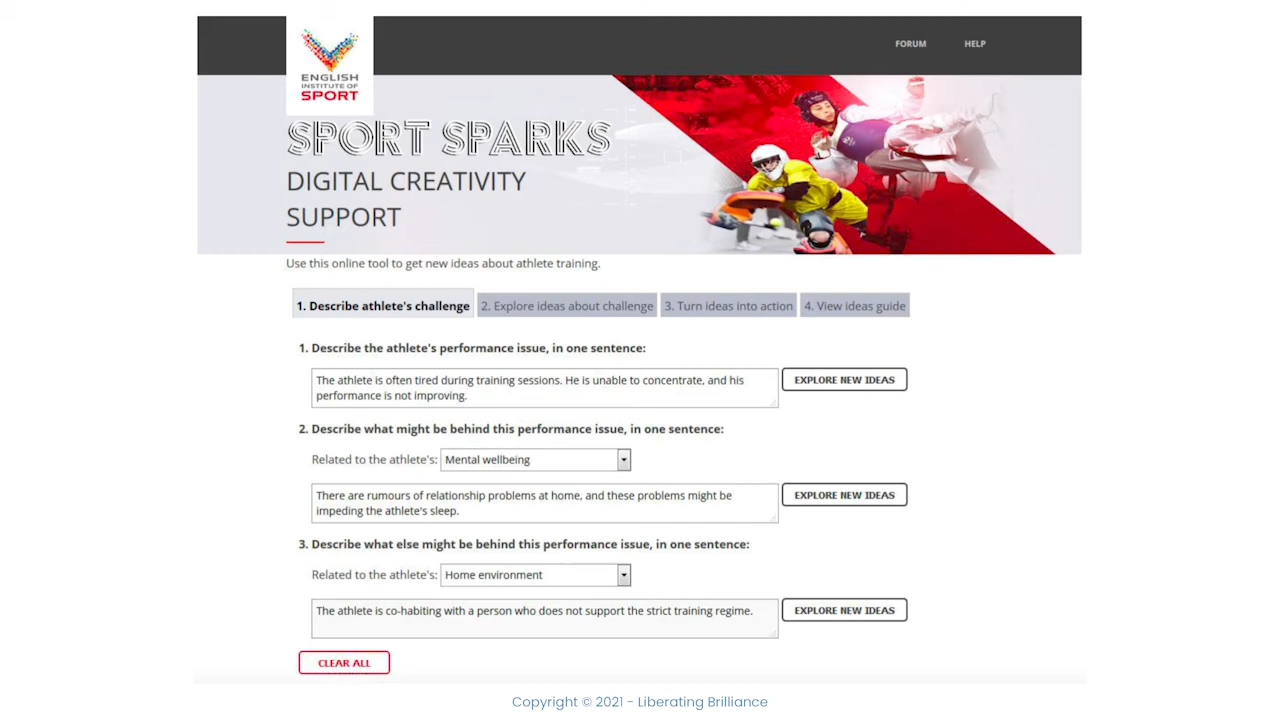 FORUM
HELP
ENGLISH
INSTITUTE OF
SPORT
SPORT SPARKS
DIGITAL CREATIVITY
SUPPORT
Use this online tool to get new ideas about athlete training.
1. Describe athlete's challenge
2. Explore ideas about challenge
3. Turn ideas into action
4. View ideas guide
1. Describe the athlete's performance issue, in one sentence:
The athlete is often tired during training sessions. He is unable to concentrate, and his
performance is not improving.
EXPLORE NEW IDEAS
2. Describe what might be behind this performance issue, in one sentence:
Related to the athlete's: Mental wellbeing
There are rumours of relationship problems at home, and these problems might be
impeding the athlete's sleep.
EXPLORE NEW IDEAS
3. Describe what else might be behind this performance issue, in one sentence:
Related to the athlete's: Home environment
The athlete is co-habiting with a person who does not support the strict training regime.
EXPLORE NEW IDEAS
CLEAR ALL
Copyright © 2021 - Liberating Brilliance